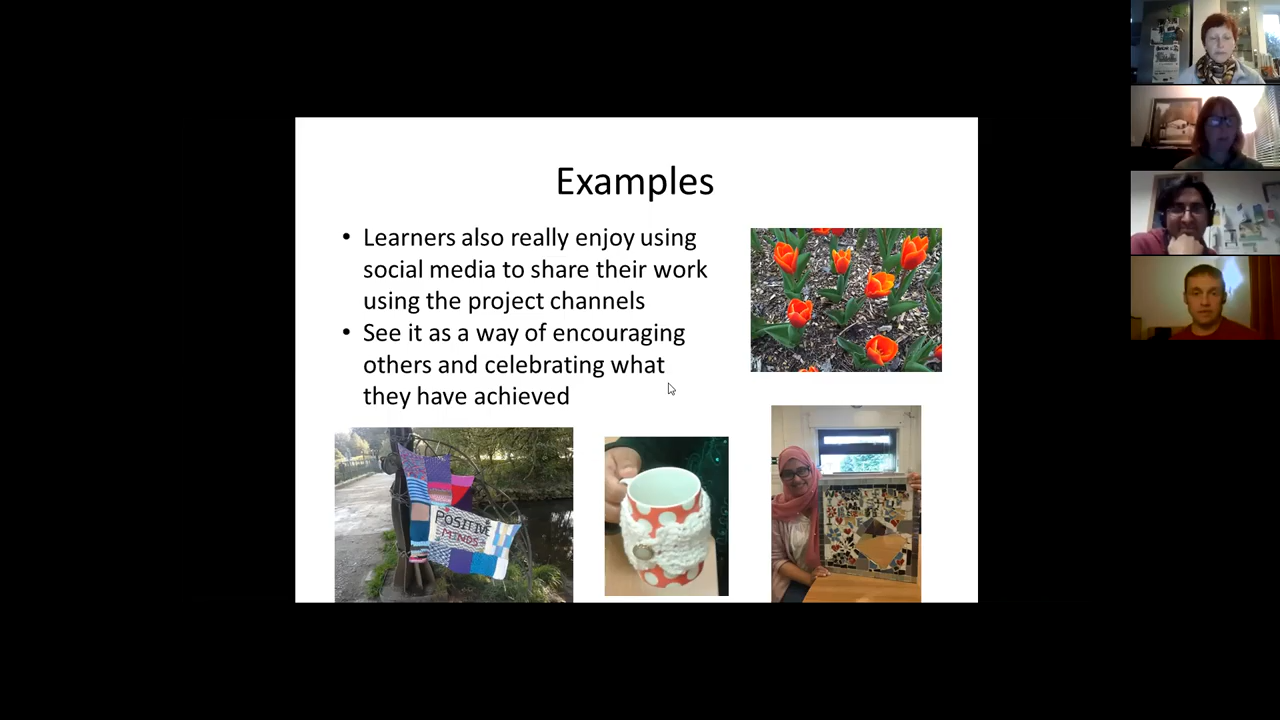 Examples
• Learners also really enjoy using
social media to share their work
using the project channels
• See it as a way of encouraging
others and celebrating what
they have achieved
POSITIVE
MINDS